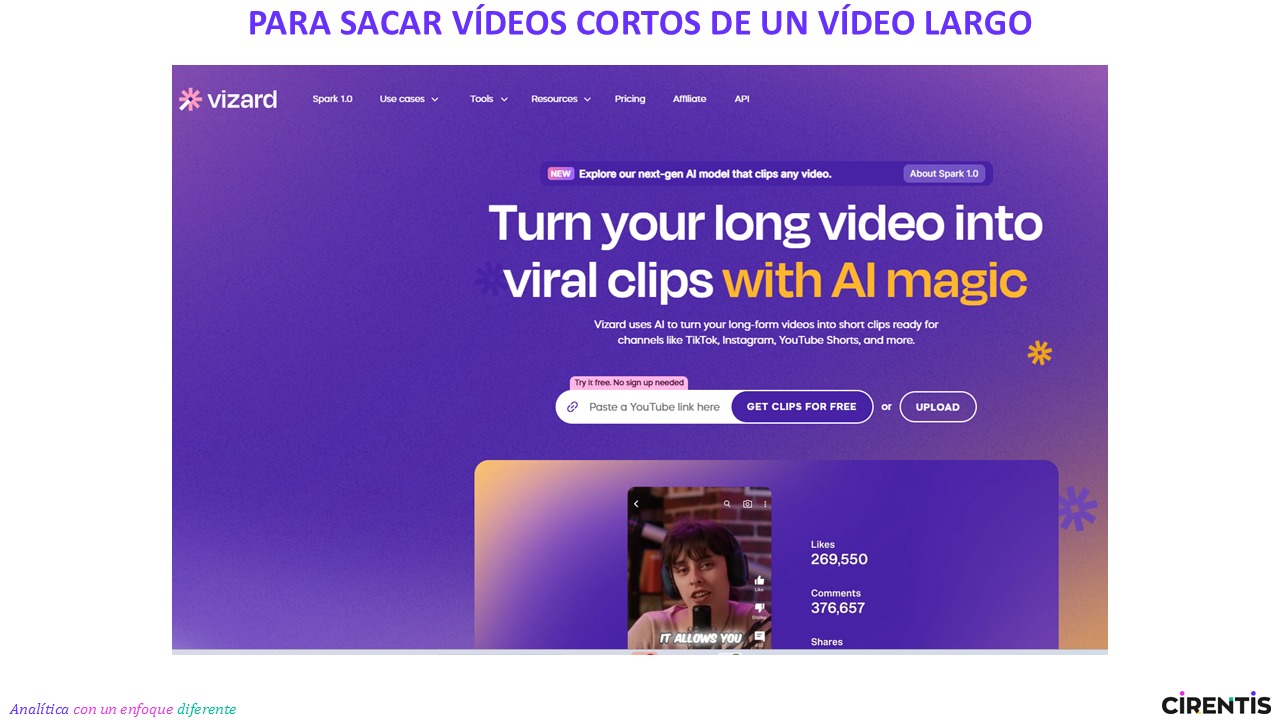 PARA SACAR VÍDEOS CORTOS DE UN VÍDEO LARGO
vizard
Spark 1.0 Use cases Tools Resources Pricing Affiliate API
NEW Explore our next-gen AI model that clips any video. About Spark 1.0
Turn your long video into
viral clips with AI magic
Vizard uses AI to turn your long-form videos into short clips ready for
channels like TikTok, Instagram, YouTube Shorts, and more.
Try it free. No sign up needed
Paste a YouTube link here GET CLIPS FOR FREE or UPLOAD
Likes
269,550
Like
Comments
376,657
Dislike
IT ALLOWS YOU
Shares
Analítica con un enfoque diferente
CIRENTIS